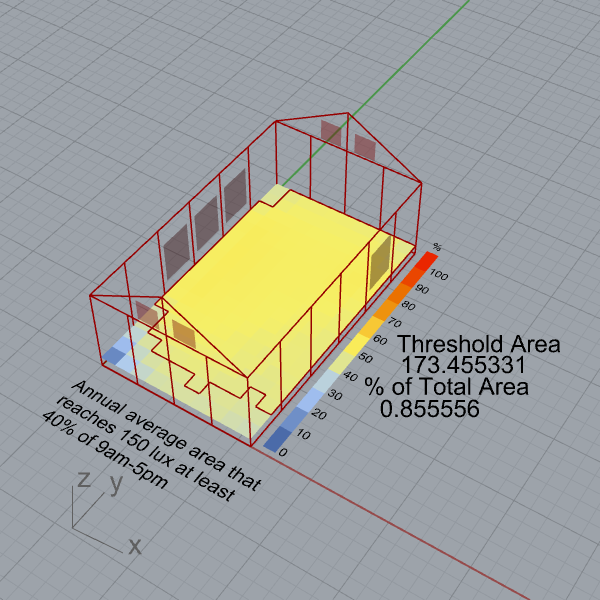 %
100
90
80
70
60
50
40
30
20
10
0
Threshold Area
173.455331
% of Total Area
0.855556
Annual average area that
reaches 150 lux at least
40% of 9am-5pm
z
y
x